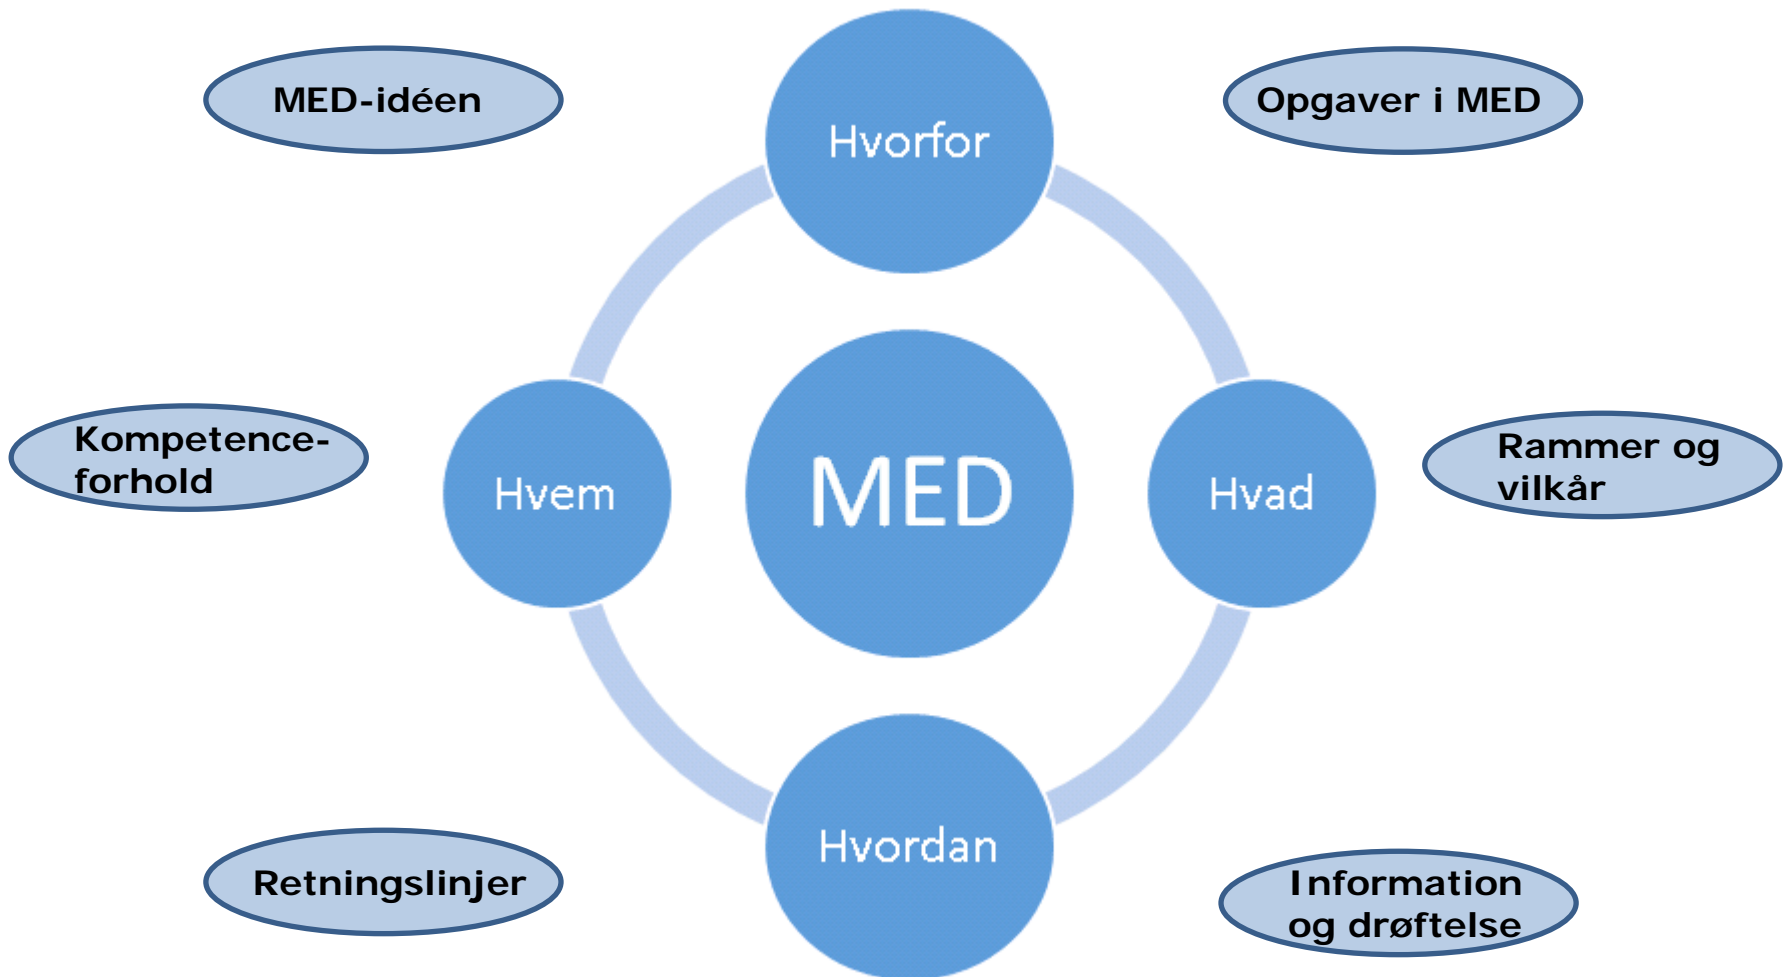 MED-idéen
Hvorfor
Opgaver i MED
Kompetence-
forhold
Hvem
MED
Hvad
Rammer og
vilkår
Retningslinjer
Hvordan
Information
og drøftelse